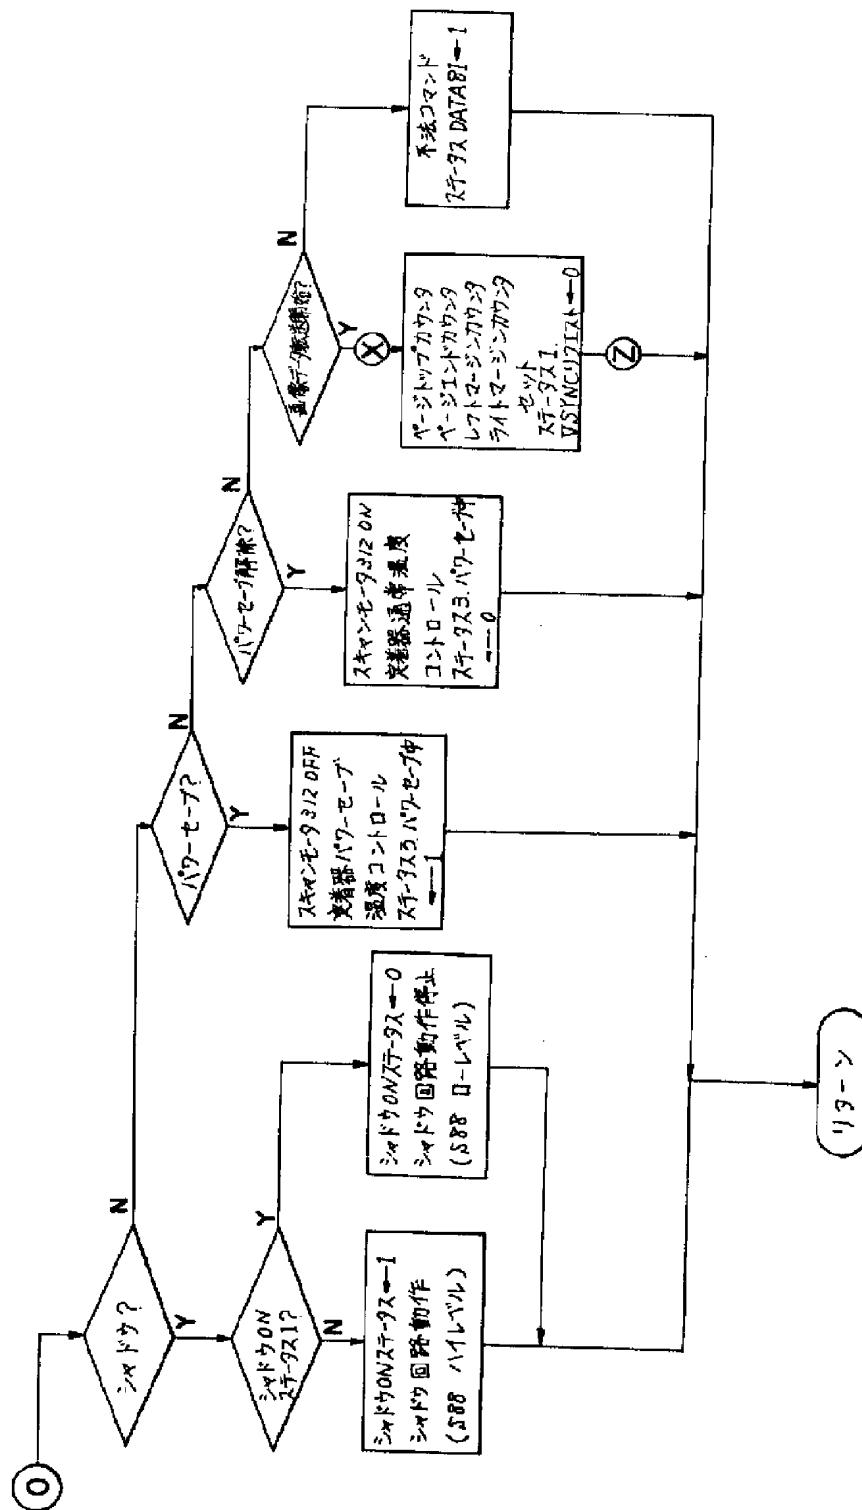 O
シャドウ?
N
Y
シャドウON
ステータス1?
Y
N
シャドウONステータス←1
シャドウ回路動作
(S88 ハイレベル)
シャドウONステータス←0
シャドウ回路動作停止
(S88 ローレベル)
パワーセーブ?
N
Y
スキャンモータ312 OFF
定着器パワーセーブ
温度コントロール
ステータス3.パワーセーブ中
←1
パワーセーブ解除?
N
Y
スキャンモータ312 ON
定着器通常温度
コントロール
ステータス3.パワーセーブ中
←0
画像データ転送開始?
N
Y
X
ページトップカウンタ
ページエンドカウンタ
レフトマージンカウンタ
ライトマージンカウンタ
セット
ステータス1.
VSYNCリクエスト←0
Z
不法コマンド
ステータス DATA81←1
リターン